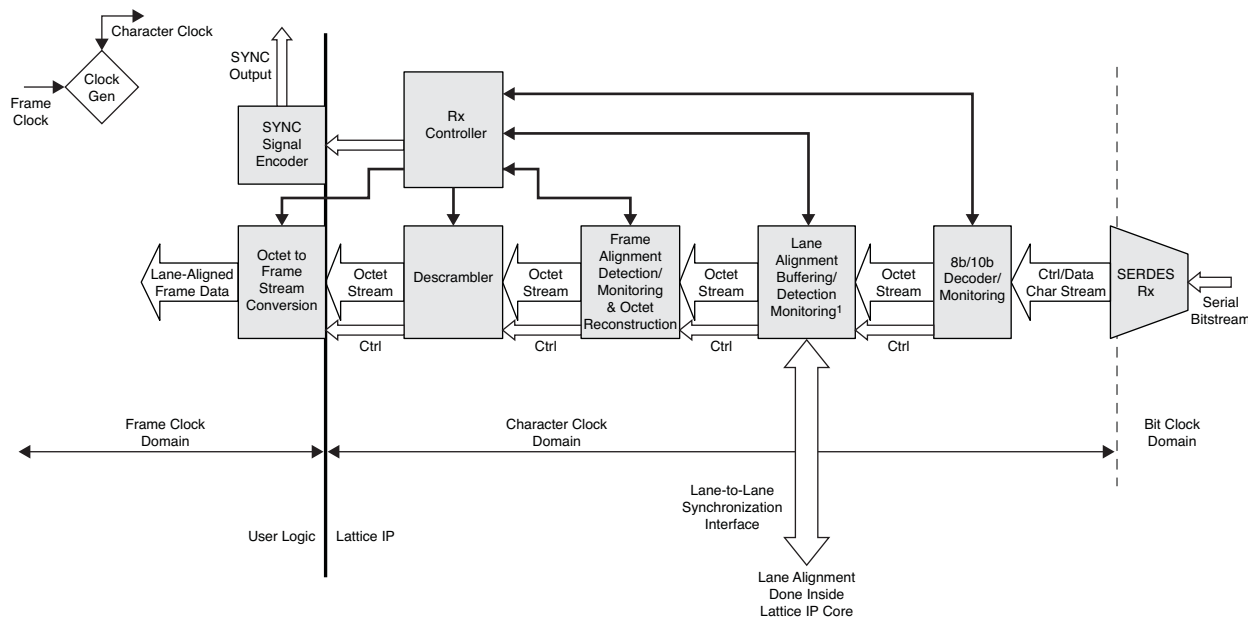 Character Clock
Clock
Gen
Frame
Clock
SYNC
Output
SYNC
Signal
Encoder
Rx
Controller
Lane-Aligned
Frame Data
Octet to
Frame
Stream
Conversion
Octet
Stream
Ctrl
Descrambler
Octet
Stream
Ctrl
Frame
Alignment
Detection/
Monitoring
& Octet
Reconstruction
Octet
Stream
Ctrl
Lane
Alignment
Buffering/
Detection
Monitoring¹
Octet
Stream
Ctrl
8b/10b
Decoder/
Monitoring
Ctrl/Data
Char Stream
SERDES
Rx
Serial
Bitstream
Frame Clock
Domain
Character Clock
Domain
Bit Clock
Domain
Lane-to-Lane
Synchronization
Interface
User Logic
Lattice IP
Lane Alignment
Done Inside
Lattice IP Core